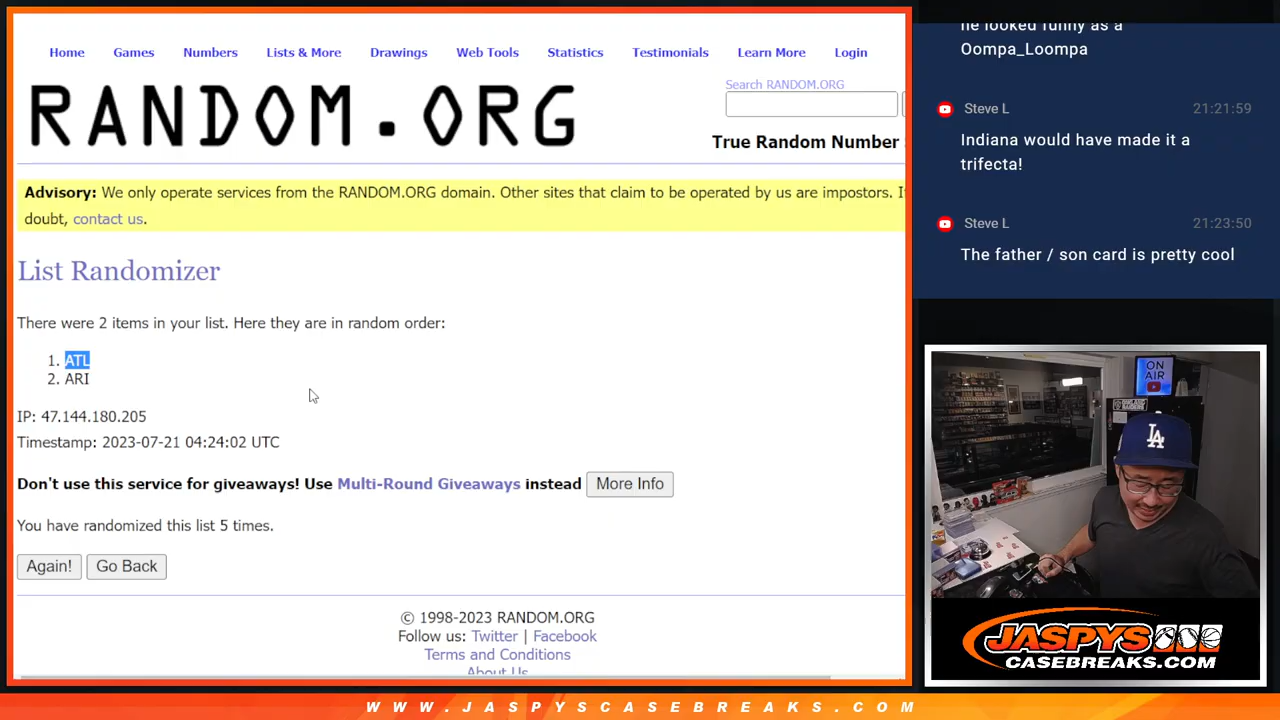 Home Games Numbers Lists & More Drawings Web Tools Statistics Testimonials Learn More Login
RANDOM.ORG
Search RANDOM.ORG
True Random Number
Advisory: We only operate services from the RANDOM.ORG domain. Other sites that claim to be operated by us are impostors. I
doubt, contact us.
List Randomizer
There were 2 items in your list. Here they are in random order:
1. ATL
2. ARI
IP: 47.144.180.205
Timestamp: 2023-07-21 04:24:02 UTC
Don't use this service for giveaways! Use Multi-Round Giveaways instead More Info
You have randomized this list 5 times.
Again! Go Back
© 1998-2023 RANDOM.ORG
Follow us: Twitter | Facebook
Terms and Conditions
About Us
he looked funny as a
Oompa_Loompa
Steve L 21:21:59
Indiana would have made it a
trifecta!
Steve L 21:23:50
The father / son card is pretty cool
ON
AIR
LA
JASPYS
CASEBREAKS.COM
WWW.JASPYSCASEBREAKS.COM